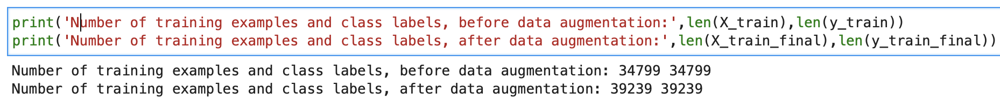 print('Number of training examples and class labels, before data augmentation:',len(X_train),len(y_train))
print('Number of training examples and class labels, after data augmentation:',len(X_train_final),len(y_train_final))
Number of training examples and class labels, before data augmentation: 34799 34799
Number of training examples and class labels, after data augmentation: 39239 39239